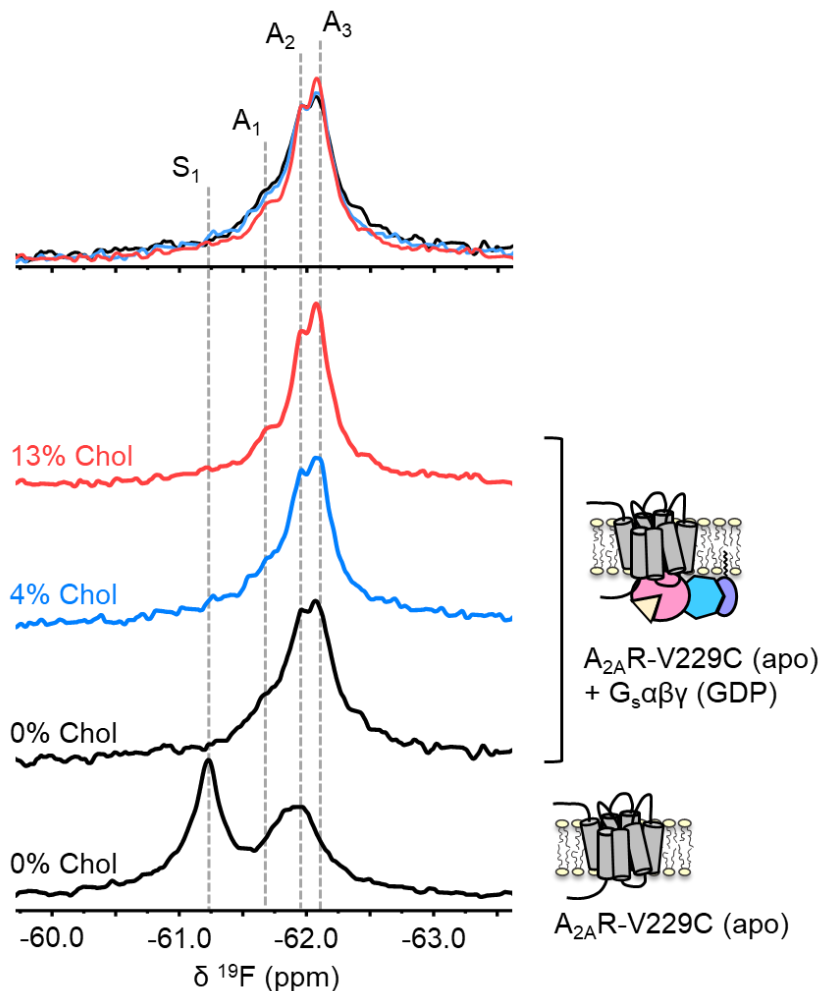 A₂ A₃
A₁
S₁
13% Chol
4% Chol
A₂AR-V229C (apo)
+ Gₛαβγ (GDP)
0% Chol
0% Chol
A₂AR-V229C (apo)
-60.0 -61.0 -62.0 -63.0
δ ¹⁹F (ppm)